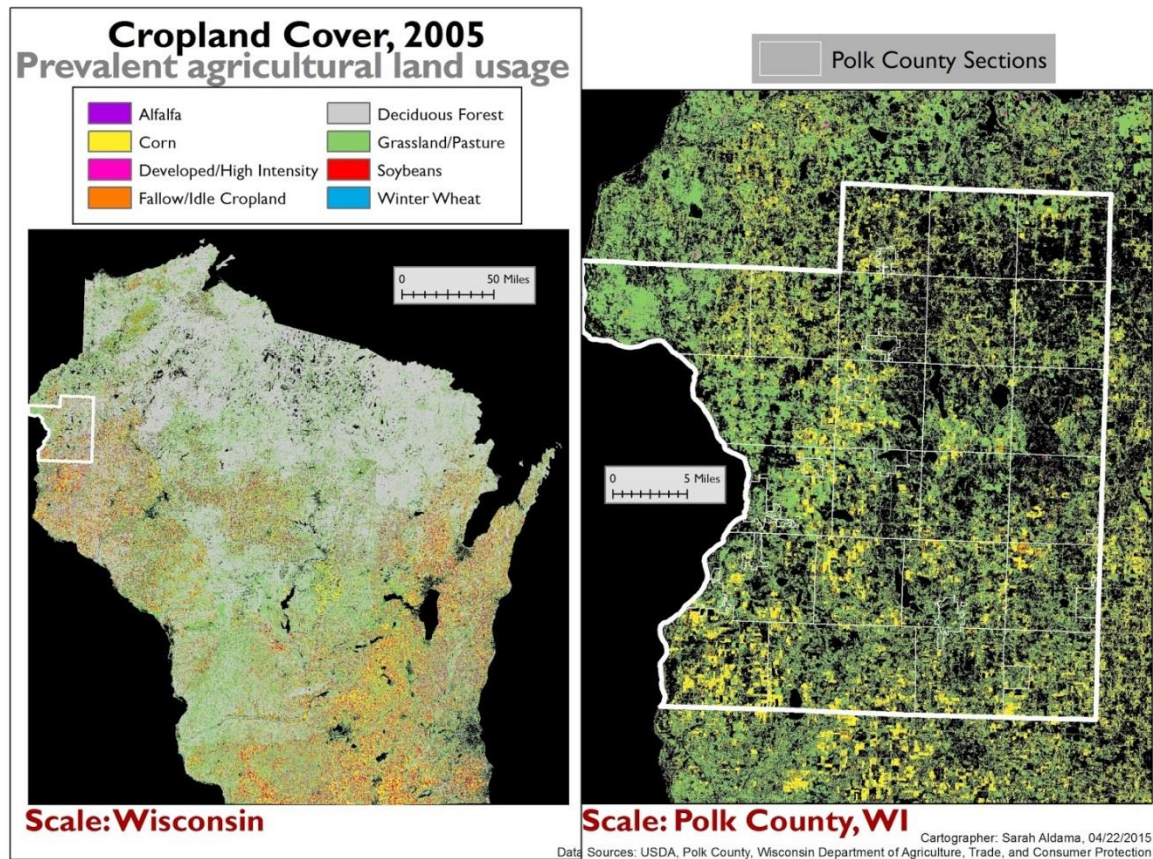 Cropland Cover, 2005
Prevalent agricultural land usage
Alfalfa
Corn
Developed/High Intensity
Fallow/Idle Cropland
Deciduous Forest
Grassland/Pasture
Soybeans
Winter Wheat
0 50 Miles
Scale: Wisconsin
Polk County Sections
0 5 Miles
Scale: Polk County, WI
Cartographer: Sarah Aldama, 04/22/2015
Data Sources: USDA, Polk County, Wisconsin Department of Agriculture, Trade, and Consumer Protection